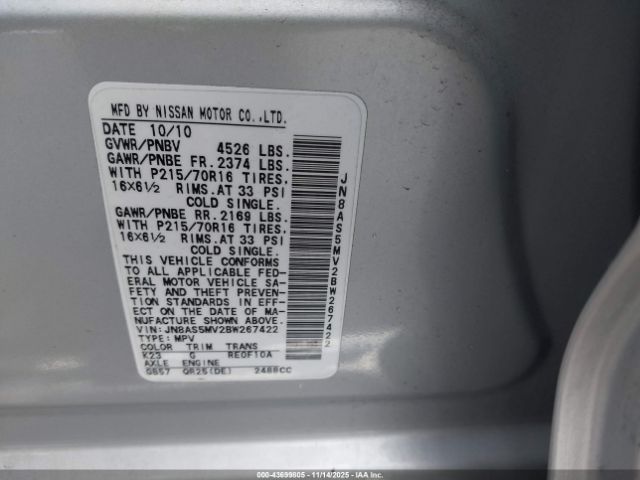 MFD BY NISSAN MOTOR CO.,LTD.
DATE 10/10
GVWR/PNBV 4526 LBS.
GAWR/PNBE FR. 2374 LBS.
WITH P215/70R16 TIRES.
16X6½ RIMS.AT 33 PSI
COLD SINGLE.
GAWR/PNBE RR. 2169 LBS.
WITH P215/70R16 TIRES.
16X6½ RIMS.AT 33 PSI
COLD SINGLE.
THIS VEHICLE CONFORMS
TO ALL APPLICABLE FED-
ERAL MOTOR VEHICLE SA-
FETY AND THEFT PREVEN-
TION STANDARDS IN EFF-
ECT ON THE DATE OF MA-
NUFACTURE SHOWN ABOVE.
VIN: JN8AS5MV2BW267422
TYPE: MPV
COLOR TRIM TRANS
K23 G RE0F10A
AXLE ENGINE
GB57 QR25(DE) 2488CC
JN8AS5MV2BW267422
000-43699805 - 11/14/2025 - IAA Inc.